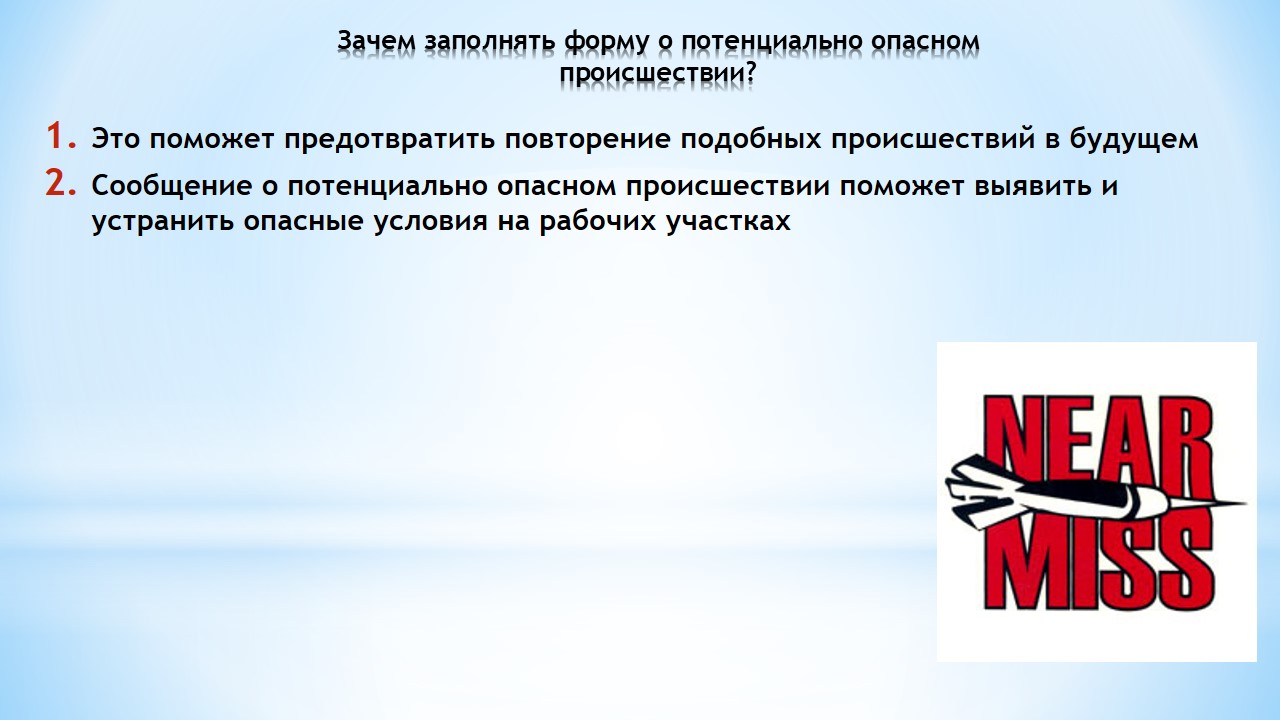 Зачем заполнять форму о потенциально опасном
происшествии?
1. Это поможет предотвратить повторение подобных происшествий в будущем
2. Сообщение о потенциально опасном происшествии поможет выявить и
устранить опасные условия на рабочих участках
NEAR
MISS